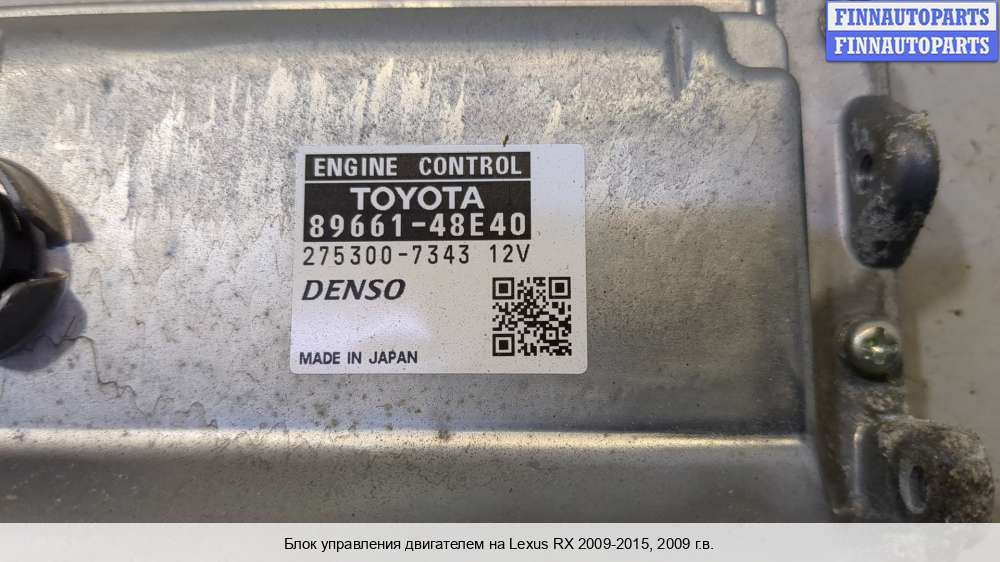 FINNAUTOPARTS
FINNAUTOPARTS
ENGINE CONTROL
TOYOTA
89661-48E40
275300-7343 12V
DENSO
MADE IN JAPAN
Блок управления двигателем на Lexus RX 2009-2015, 2009 г.в.